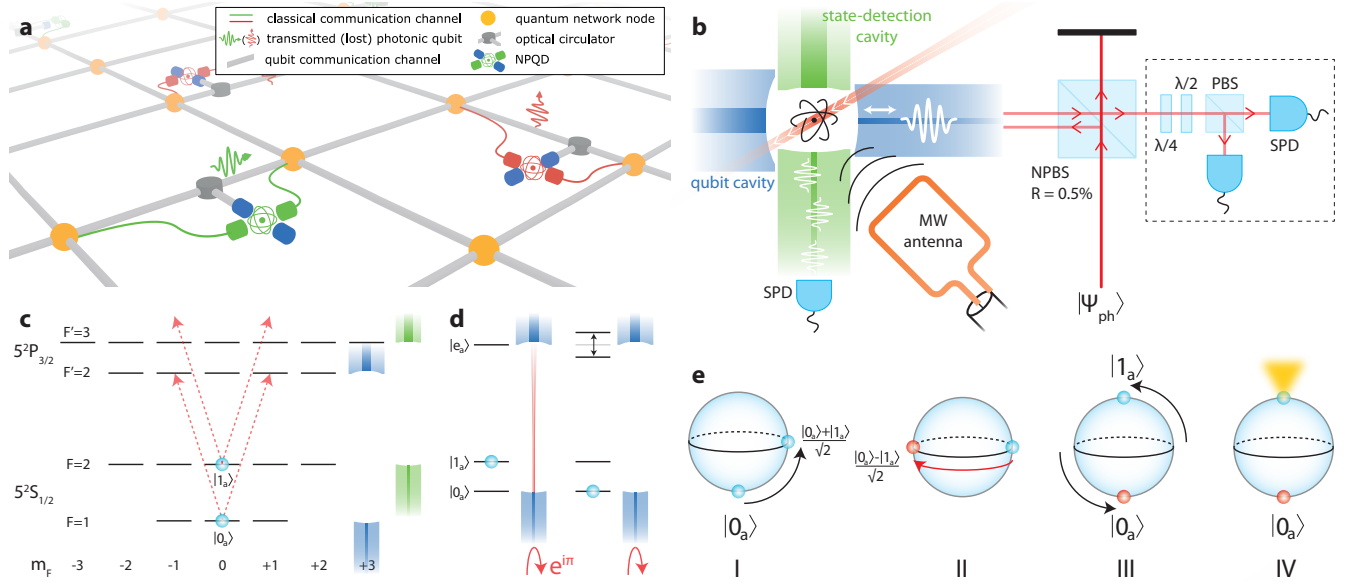 a
classical communication channel
transmitted (lost) photonic qubit
qubit communication channel
quantum network node
optical circulator
NPQD
b
state-detection
cavity
qubit cavity
SPD
MW
antenna
NPBS
R = 0.5%
λ/4
λ/2
PBS
SPD
|Ψph⟩
c
F'=3
5²P3/2
F'=2
F=2
|1a⟩
5²S1/2
F=1
|0a⟩
mF -3 -2 -1 0 +1 +2 +3
d
|ea⟩
|1a⟩
|0a⟩
e^iπ
e
|0a⟩+|1a⟩
√2
|0a⟩
I
|0a⟩-|1a⟩
√2
II
|1a⟩
|0a⟩
III
|0a⟩
IV